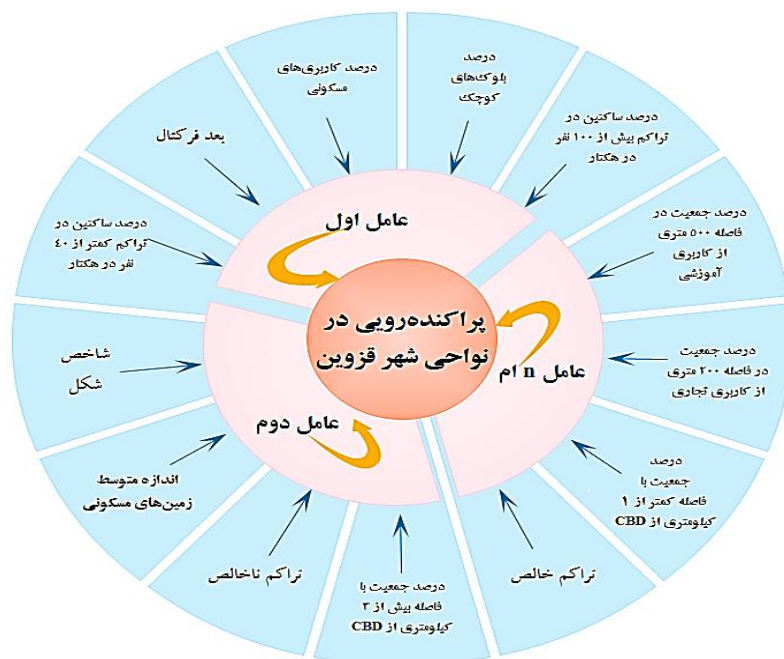 درصد
بلوک‌های
کوچک
درصد ساکنین در
تراکم بیش از ۱۰۰ نفر
در هکتار
درصد جمعیت در
فاصله ۵۰۰ متری
از کاربری
آموزشی
درصد جمعیت
در فاصله ۲۰۰ متری
از کاربری تجاری
درصد
جمعیت با
فاصله کمتر از ۱
کیلومتری از CBD
تراکم خالص
درصد جمعیت با
فاصله بیش از ۳
کیلومتری از CBD
تراکم ناخالص
اندازه متوسط
زمین‌های مسکونی
شاخص
شکل
درصد ساکنین در
تراکم کمتر از ٤٠
نفر در هکتار
بعد فرکتال
درصد کاربری‌های
مسکونی
عامل اول
عامل n ام
عامل دوم
پراکنده‌رویی در
نواحی شهر قزوین